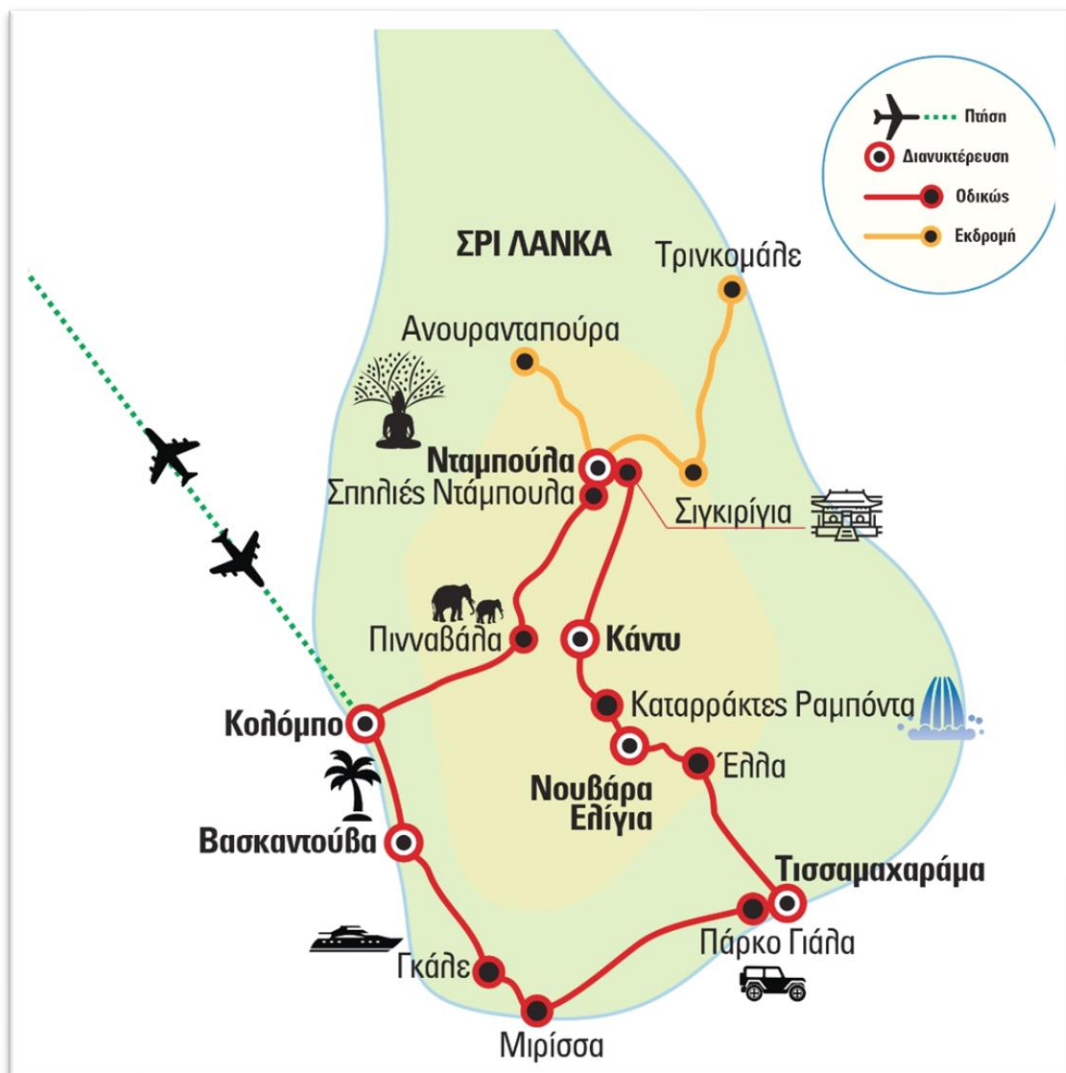 Πτήση
Διανυκτέρευση
Οδικώς
Εκδρομή
ΣΡΙ ΛΑΝΚΑ
Τρινκομάλε
Ανουρανταπούρα
Νταμπούλα
Σπηλιές Ντάμπουλα
Σιγκιρίγια
Πινναβάλα
Κάντυ
Καταρράκτες Ραμπόντα
Κολόμπο
Έλλα
Νουβάρα
Ελίγια
Βασκαντούβα
Τισσαμαχαράμα
Πάρκο Γιάλα
Γκάλε
Μιρίσσα